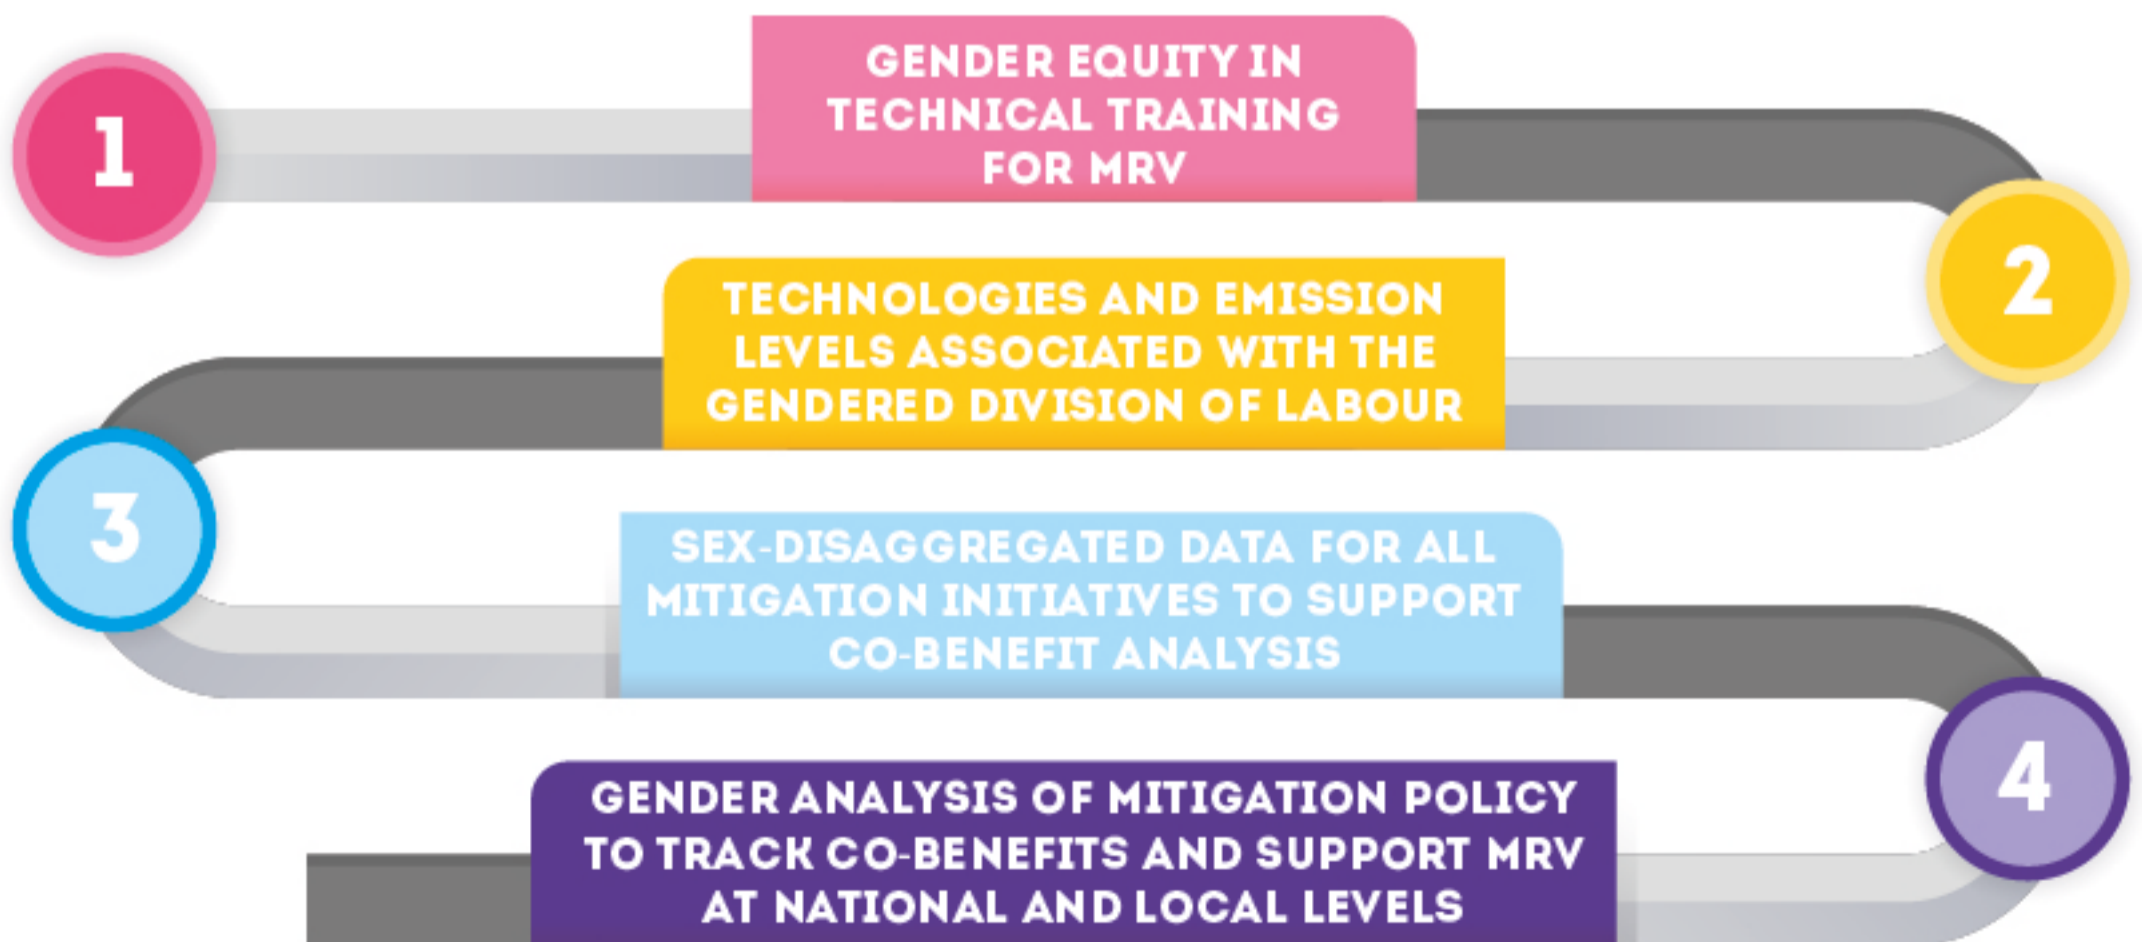 1
GENDER EQUITY IN
TECHNICAL TRAINING
FOR MRV
2
TECHNOLOGIES AND EMISSION
LEVELS ASSOCIATED WITH THE
GENDERED DIVISION OF LABOUR
3
SEX-DISAGGREGATED DATA FOR ALL
MITIGATION INITIATIVES TO SUPPORT
CO-BENEFIT ANALYSIS
4
GENDER ANALYSIS OF MITIGATION POLICY
TO TRACK CO-BENEFITS AND SUPPORT MRV
AT NATIONAL AND LOCAL LEVELS